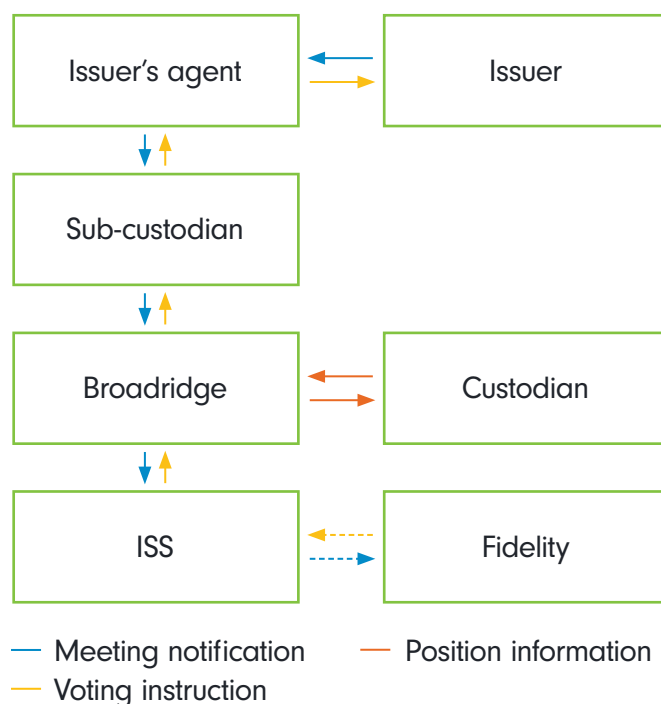 Issuer’s agent
Issuer
Sub-custodian
Broadridge
Custodian
ISS
Fidelity
Meeting notification
Position information
Voting instruction